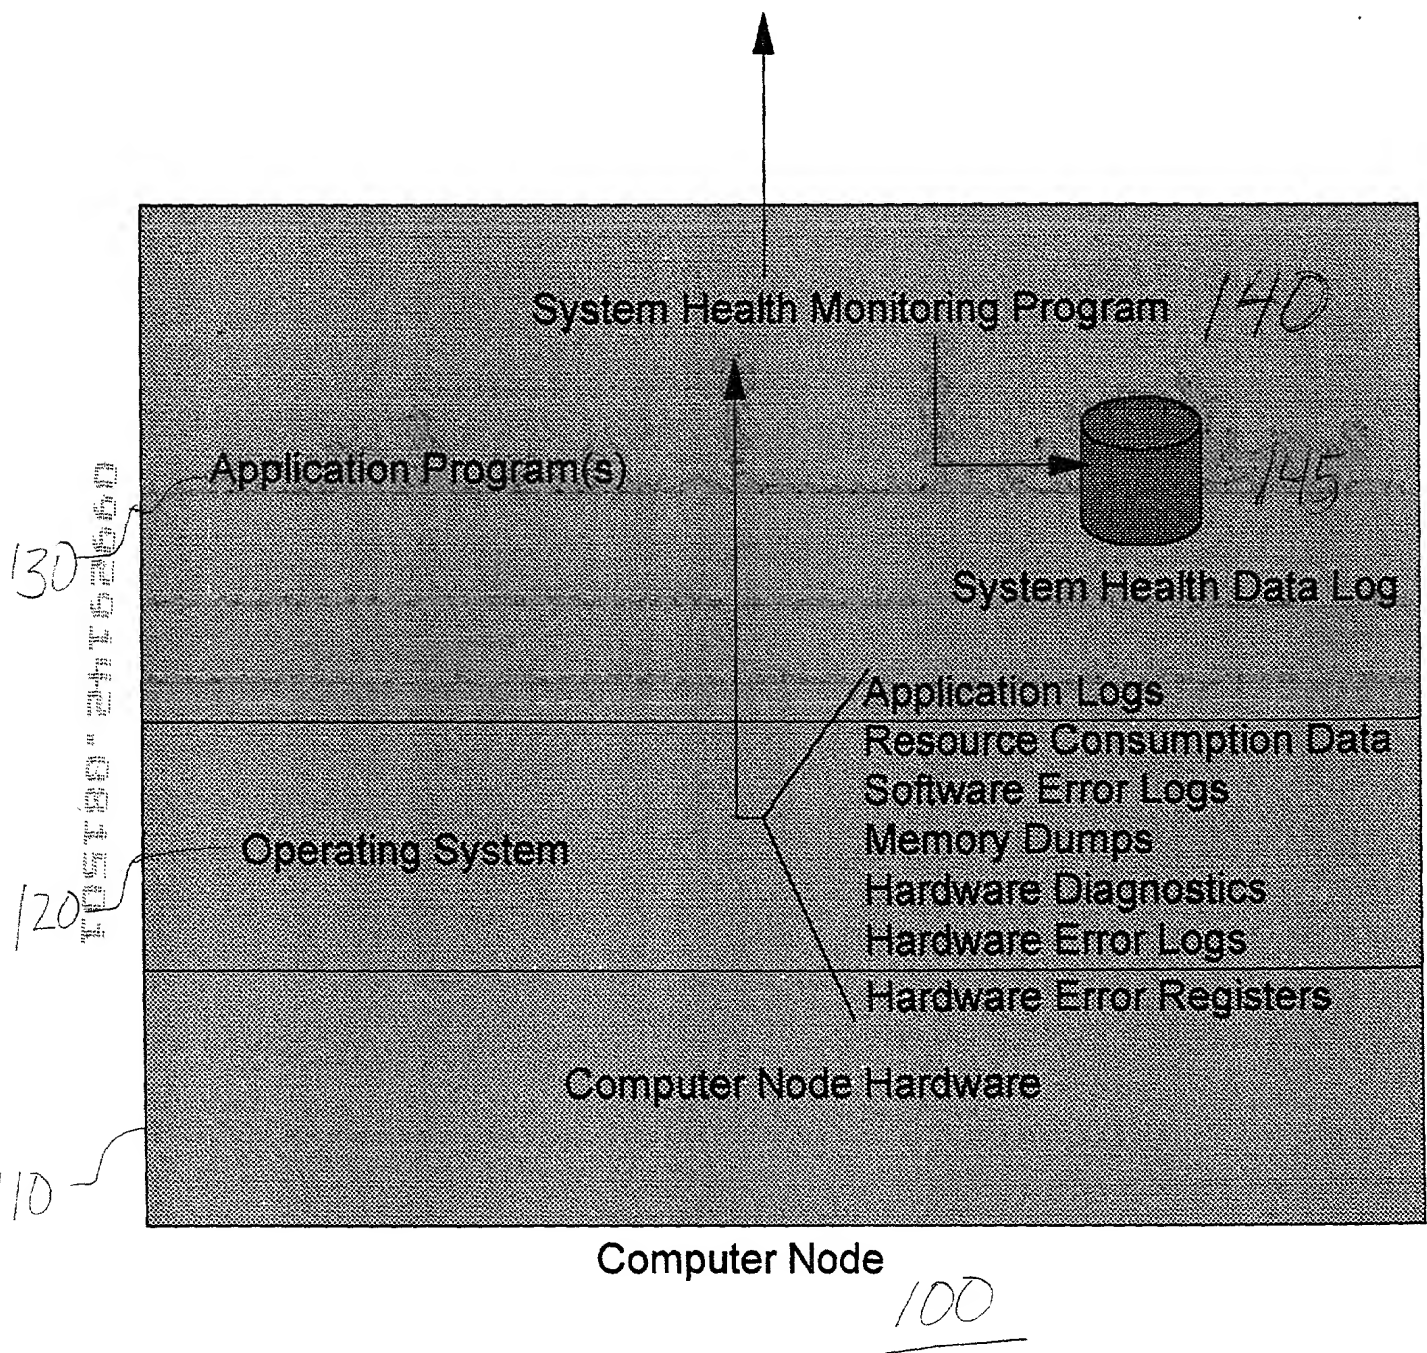 System Health Monitoring Program 140
Application Program(s)
145
130
System Health Data Log
Application Logs
Resource Consumption Data
Software Error Logs
Operating System
Memory Dumps
Hardware Diagnostics
120
Hardware Error Logs
Hardware Error Registers
Computer Node Hardware
110
Computer Node
100